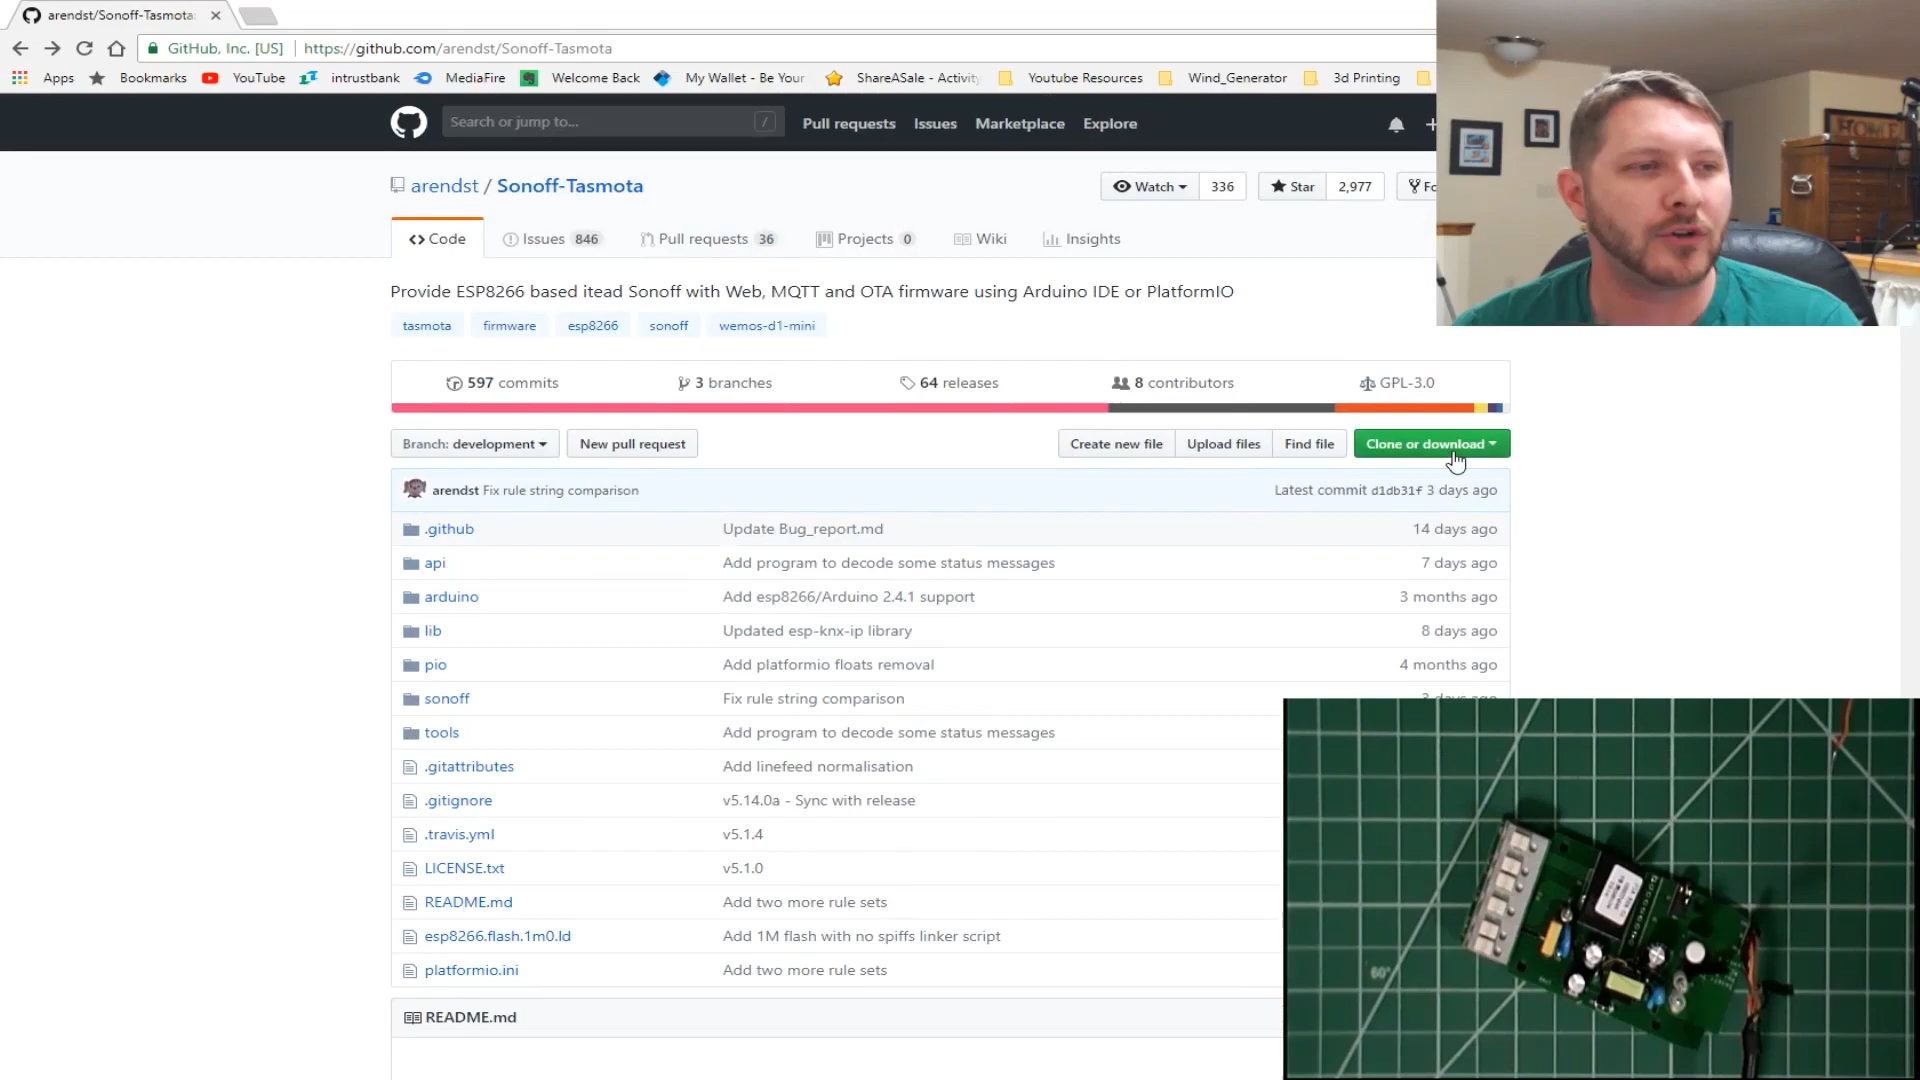 arendst/Sonoff-Tasmota:
GitHub, Inc. [US] https://github.com/arendst/Sonoff-Tasmota
Apps Bookmarks YouTube intrustbank MediaFire Welcome Back My Wallet - Be Your ShareASale - Activity Youtube Resources Wind_Generator 3d Printing
Search or jump to... / Pull requests Issues Marketplace Explore
HOME
arendst / Sonoff-Tasmota Watch 336 Star 2,977 Fo
Code Issues 846 Pull requests 36 Projects 0 Wiki Insights
Provide ESP8266 based itead Sonoff with Web, MQTT and OTA firmware using Arduino IDE or PlatformIO
tasmota firmware esp8266 sonoff wemos-d1-mini
597 commits 3 branches 64 releases 8 contributors GPL-3.0
Branch: development New pull request Create new file Upload files Find file Clone or download
arendst Fix rule string comparison Latest commit d1db31f 3 days ago
.github Update Bug_report.md 14 days ago
api Add program to decode some status messages 7 days ago
arduino Add esp8266/Arduino 2.4.1 support 3 months ago
lib Updated esp-knx-ip library 8 days ago
pio Add platformio floats removal 4 months ago
sonoff Fix rule string comparison 3 days ago
tools Add program to decode some status messages
.gitattributes Add linefeed normalisation
.gitignore v5.14.0a - Sync with release
.travis.yml v5.1.4
LICENSE.txt v5.1.0
README.md Add two more rule sets
esp8266.flash.1m0.ld Add 1M flash with no spiffs linker script
platformio.ini Add two more rule sets
60°
README.md